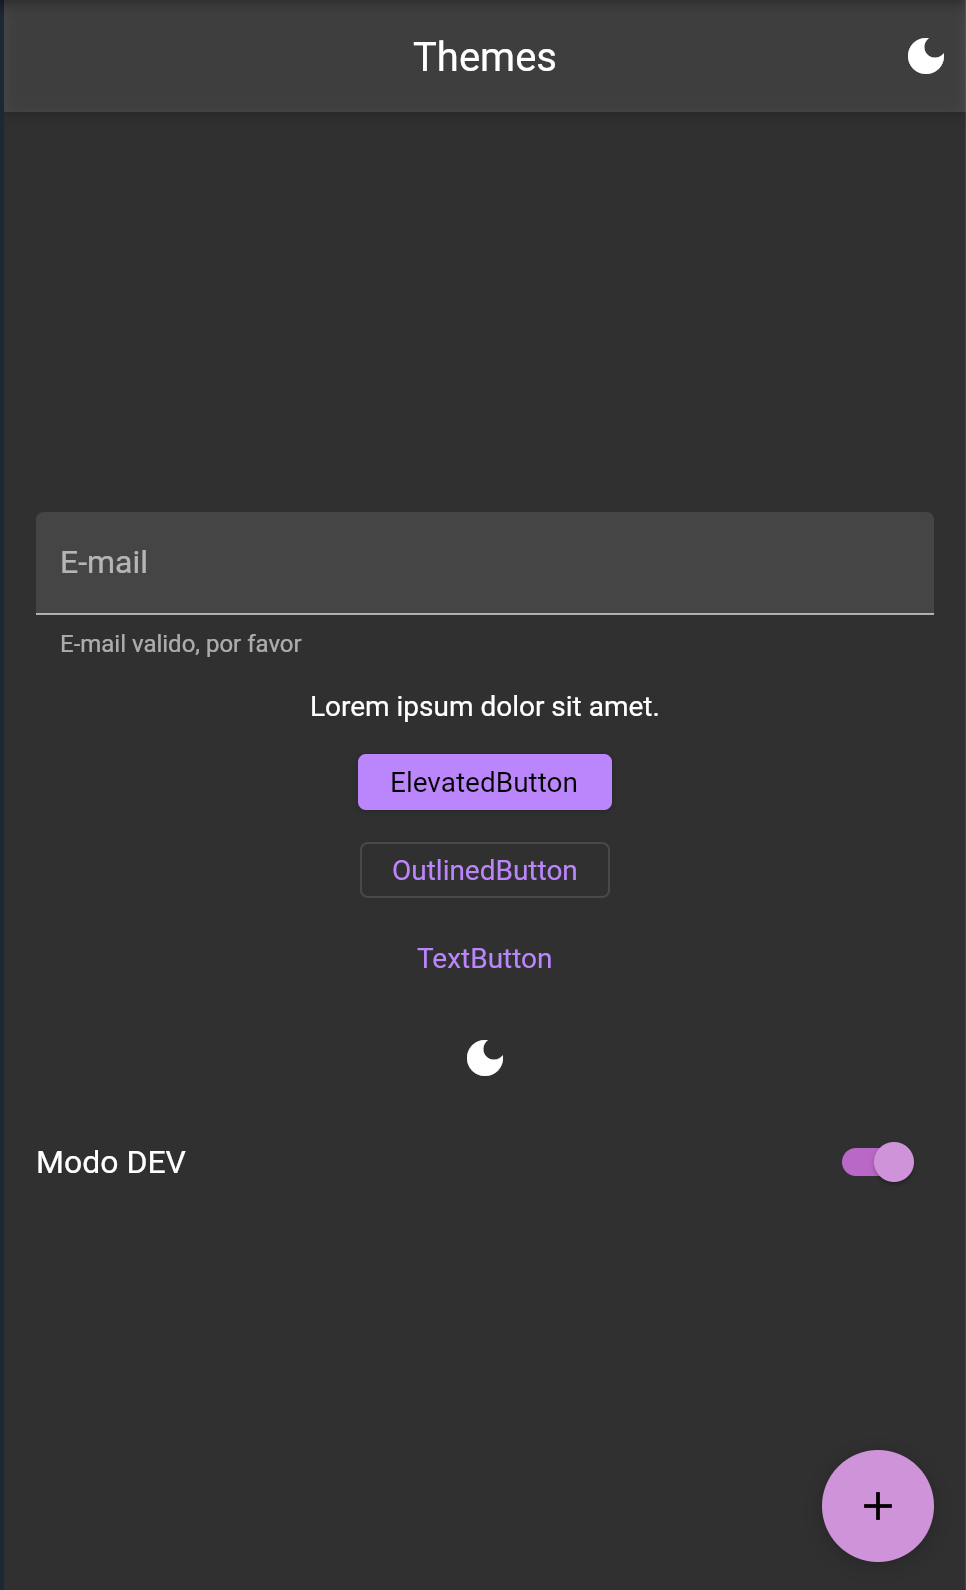 Themes
E-mail
E-mail valido, por favor
Lorem ipsum dolor sit amet.
ElevatedButton
OutlinedButton
TextButton
Modo DEV